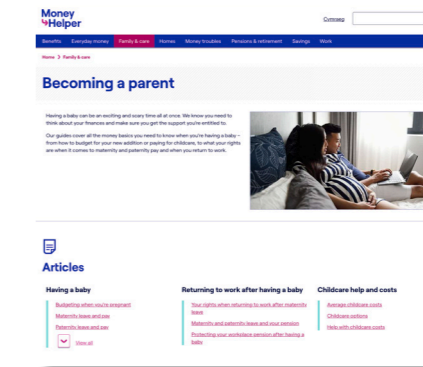 Money
Helper
Cymraeg
Benefits Everyday money Family & care Homes Money troubles Pensions & retirement Savings Work
Home > Family & care
Becoming a parent
Having a baby can be an exciting and scary time all at once. We know you need to
think about your finances and make sure you get the support you're entitled to.
Our guides cover all the money basics you need to know when you're having a baby –
from how to budget for your new addition or paying for childcare, to what your rights
are when it comes to maternity and paternity pay and when you return to work.
Articles
Having a baby
Budgeting when you're pregnant
Maternity leave and pay
Paternity leave and pay
View all
Returning to work after having a baby
Your rights when returning to work after maternity
leave
Maternity and paternity leave and your pension
Protecting your workplace pension after having a
baby
Childcare help and costs
Average childcare costs
Childcare options
Help with childcare costs